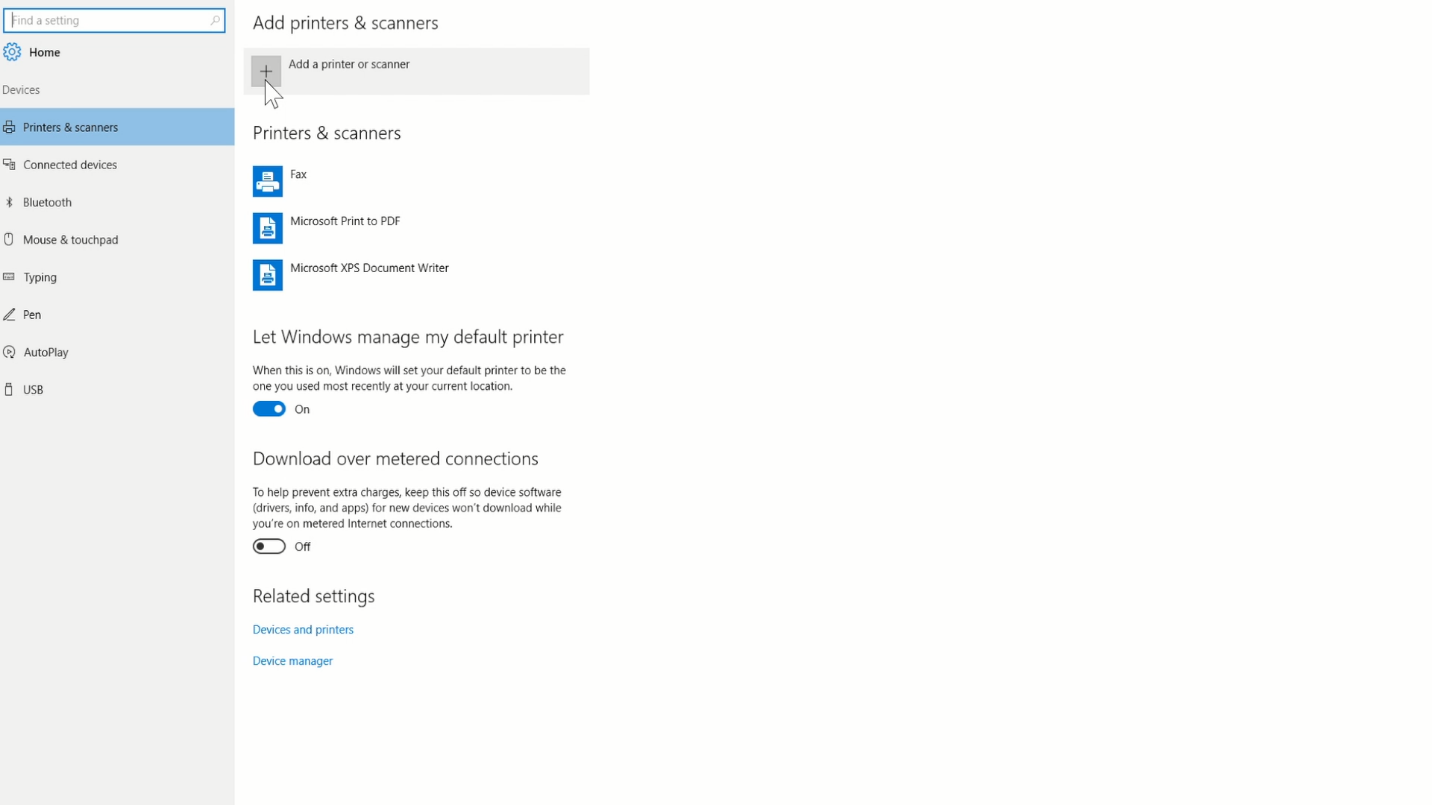 Find a setting
Home
Devices
Printers & scanners
Connected devices
Bluetooth
Mouse & touchpad
Typing
Pen
AutoPlay
USB
Add printers & scanners
Add a printer or scanner
Printers & scanners
Fax
Microsoft Print to PDF
Microsoft XPS Document Writer
Let Windows manage my default printer
When this is on, Windows will set your default printer to be the
one you used most recently at your current location.
On
Download over metered connections
To help prevent extra charges, keep this off so device software
(drivers, info, and apps) for new devices won't download while
you're on metered Internet connections.
Off
Related settings
Devices and printers
Device manager